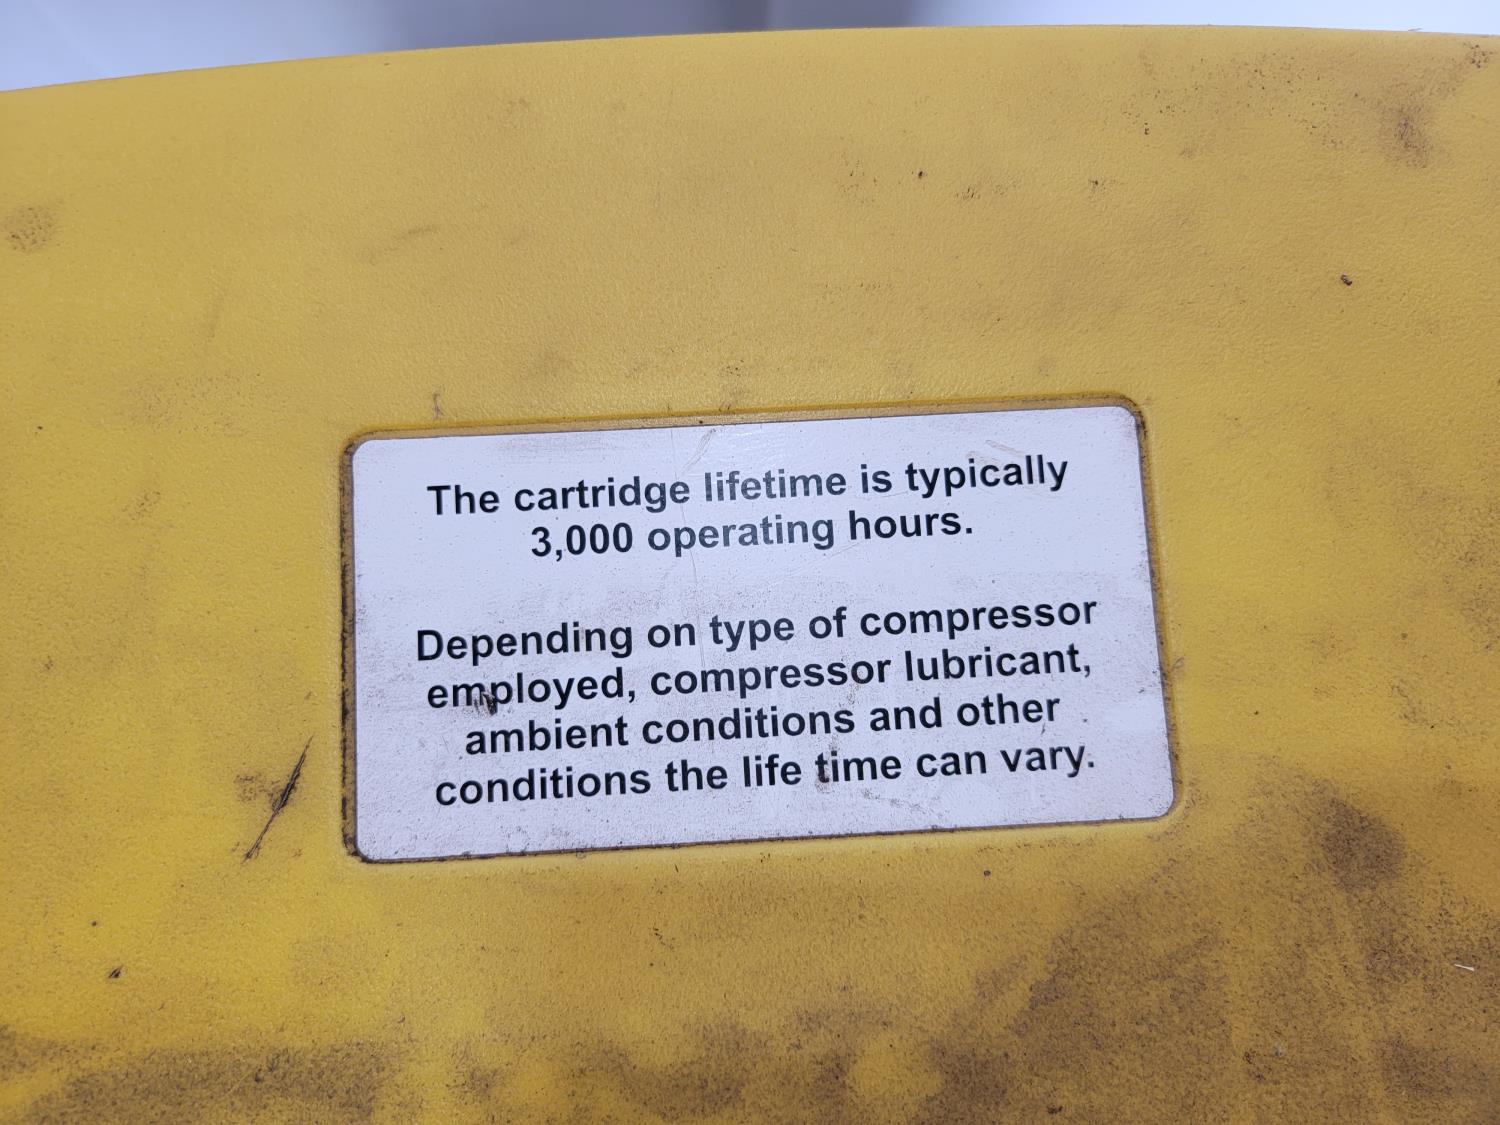 The cartridge lifetime is typically
3,000 operating hours.
Depending on type of compressor
employed, compressor lubricant,
ambient conditions and other
conditions the life time can vary.